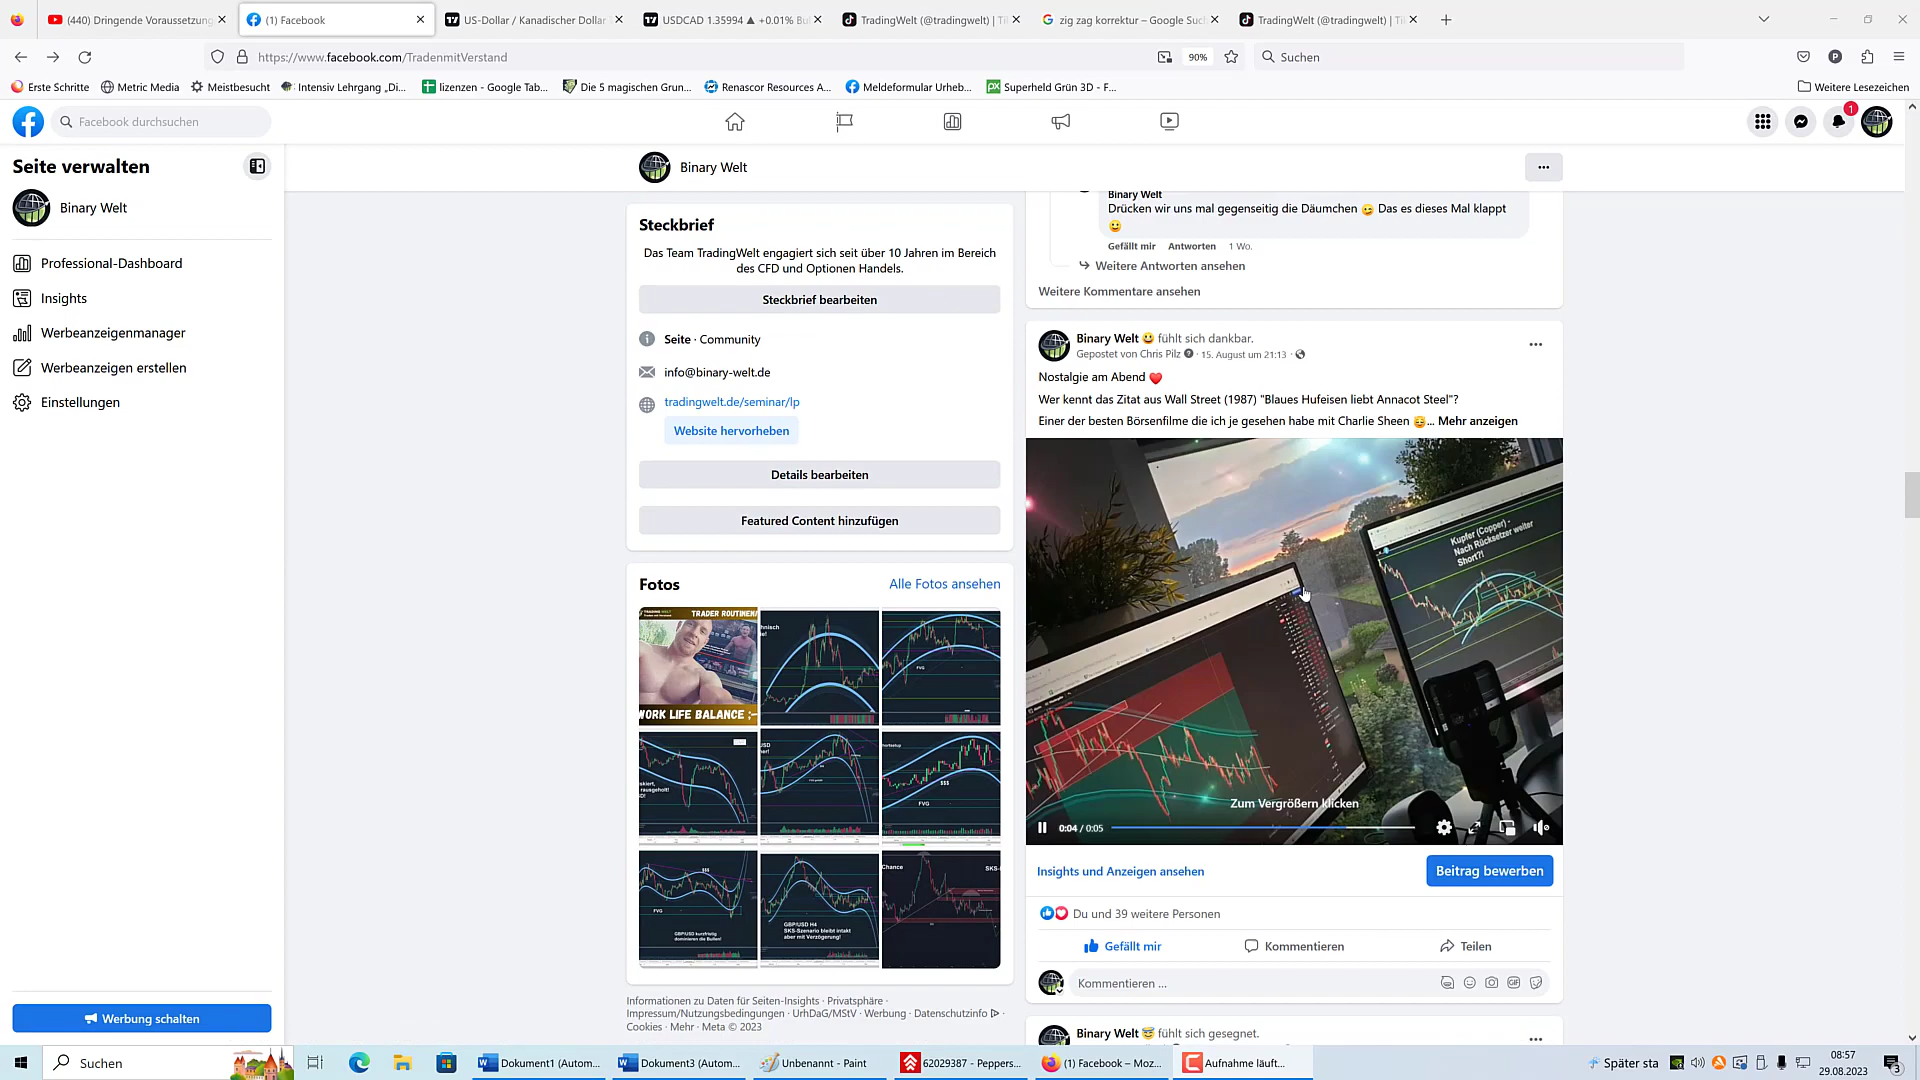 (440) Dringende Voraussetzung
(1) Facebook
US-Dollar / Kanadischer Dollar
USDCAD 1.35994 ▲ +0.01%
TradingWelt (@tradingwelt) |
zig zag korrektur – Google Suc
TradingWelt (@tradingwelt) |
https://www.facebook.com/TradenmitVerstand
90%
Suchen
Erste Schritte
Metric Media
Meistbesucht
Intensiv Lehrgang „Di...
lizenzen - Google Tab...
Die 5 magischen Grun...
Renascor Resources A...
Meldeformular Urheb...
Superheld Grün 3D - F...
Weitere Lesezeichen
Facebook durchsuchen
1
Seite verwalten
Binary Welt
Professional-Dashboard
Insights
Werbeanzeigenmanager
Werbeanzeigen erstellen
Einstellungen
Werbung schalten
Binary Welt
Steckbrief
Das Team TradingWelt engagiert sich seit über 10 Jahren im Bereich
des CFD und Optionen Handels.
Steckbrief bearbeiten
Seite · Community
info@binary-welt.de
tradingwelt.de/seminar/lp
Website hervorheben
Details bearbeiten
Featured Content hinzufügen
Fotos
Alle Fotos ansehen
TRADER ROUTINEN
WORK LIFE BALANCE ;-
FVG
FVG
$$$
FVG
$$$
GBP/USD kurzfristig
dominieren die Bullen!
GBP/USD H4
SKS-Szenario bleibt intakt
aber mit Verzögerung!
Chance
SKS-
Informationen zu Daten für Seiten-Insights · Privatsphäre ·
Impressum/Nutzungsbedingungen · UrhDaG/MStV · Werbung · Datenschutzinfo ·
Cookies · Mehr · Meta © 2023
Binary Welt
Drücken wir uns mal gegenseitig die Däumchen 😜 Das es dieses Mal klappt
😀
Gefällt mir Antworten 1 Wo.
Weitere Antworten ansehen
Weitere Kommentare ansehen
Binary Welt 😀 fühlt sich dankbar.
Gepostet von Chris Pilz · 15. August um 21:13 ·
Nostalgie am Abend ❤️
Wer kennt das Zitat aus Wall Street (1987) "Blaues Hufeisen liebt Annacot Steel"?
Einer der besten Börsenfilme die ich je gesehen habe mit Charlie Sheen 😅... Mehr anzeigen
Kupfer (Copper) -
Nach Rücksetzer weiter
Short?!
Zum Vergrößern klicken
0:04 / 0:05
Insights und Anzeigen ansehen
Beitrag bewerben
Du und 39 weitere Personen
Gefällt mir
Kommentieren
Teilen
Kommentieren ...
Binary Welt 😇 fühlt sich gesegnet.
Suchen
Dokument1 (Autom...
Dokument3 (Autom...
Unbenannt - Paint
62029387 - Peppers...
(1) Facebook – Moz...
Aufnahme läuft...
Später sta
08:57
29.08.2023
3